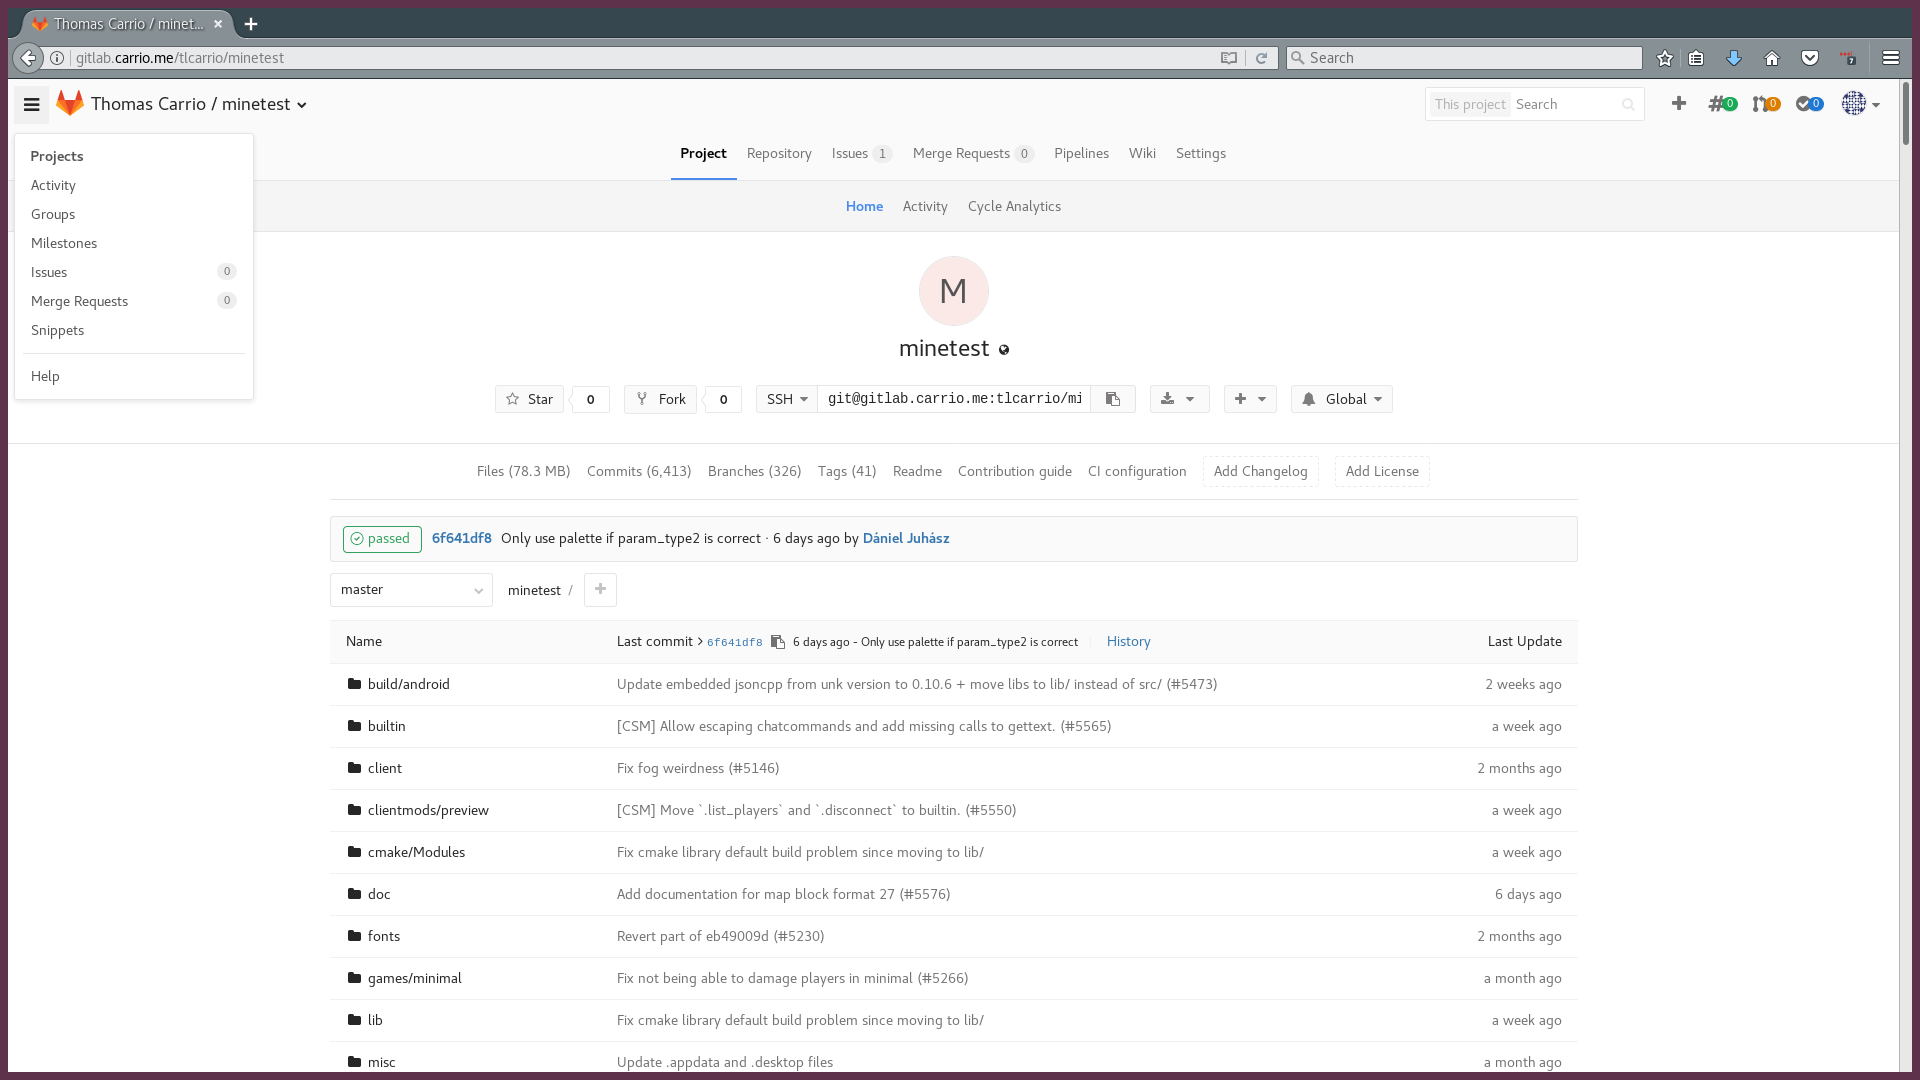 Thomas Carrio / minet...
gitlab.carrio.me/tlcarrio/minetest
Search
7
Thomas Carrio / minetest
This project Search
0 0 0
Projects
Activity
Groups
Milestones
Issues 0
Merge Requests 0
Snippets
Help
Project Repository Issues 1 Merge Requests 0 Pipelines Wiki Settings
Home Activity Cycle Analytics
M
minetest
Star 0 Fork 0 SSH git@gitlab.carrio.me:tlcarrio/mi Global
Files (78.3 MB) Commits (6,413) Branches (326) Tags (41) Readme Contribution guide CI configuration Add Changelog Add License
passed 6f641df8 Only use palette if param_type2 is correct · 6 days ago by Dániel Juhász
master minetest /
Name Last commit > 6f641df8 6 days ago - Only use palette if param_type2 is correct History Last Update
build/android Update embedded jsoncpp from unk version to 0.10.6 + move libs to lib/ instead of src/ (#5473) 2 weeks ago
builtin [CSM] Allow escaping chatcommands and add missing calls to gettext. (#5565) a week ago
client Fix fog weirdness (#5146) 2 months ago
clientmods/preview [CSM] Move `.list_players` and `.disconnect` to builtin. (#5550) a week ago
cmake/Modules Fix cmake library default build problem since moving to lib/ a week ago
doc Add documentation for map block format 27 (#5576) 6 days ago
fonts Revert part of eb49009d (#5230) 2 months ago
games/minimal Fix not being able to damage players in minimal (#5266) a month ago
lib Fix cmake library default build problem since moving to lib/ a week ago
misc Update .appdata and .desktop files a month ago